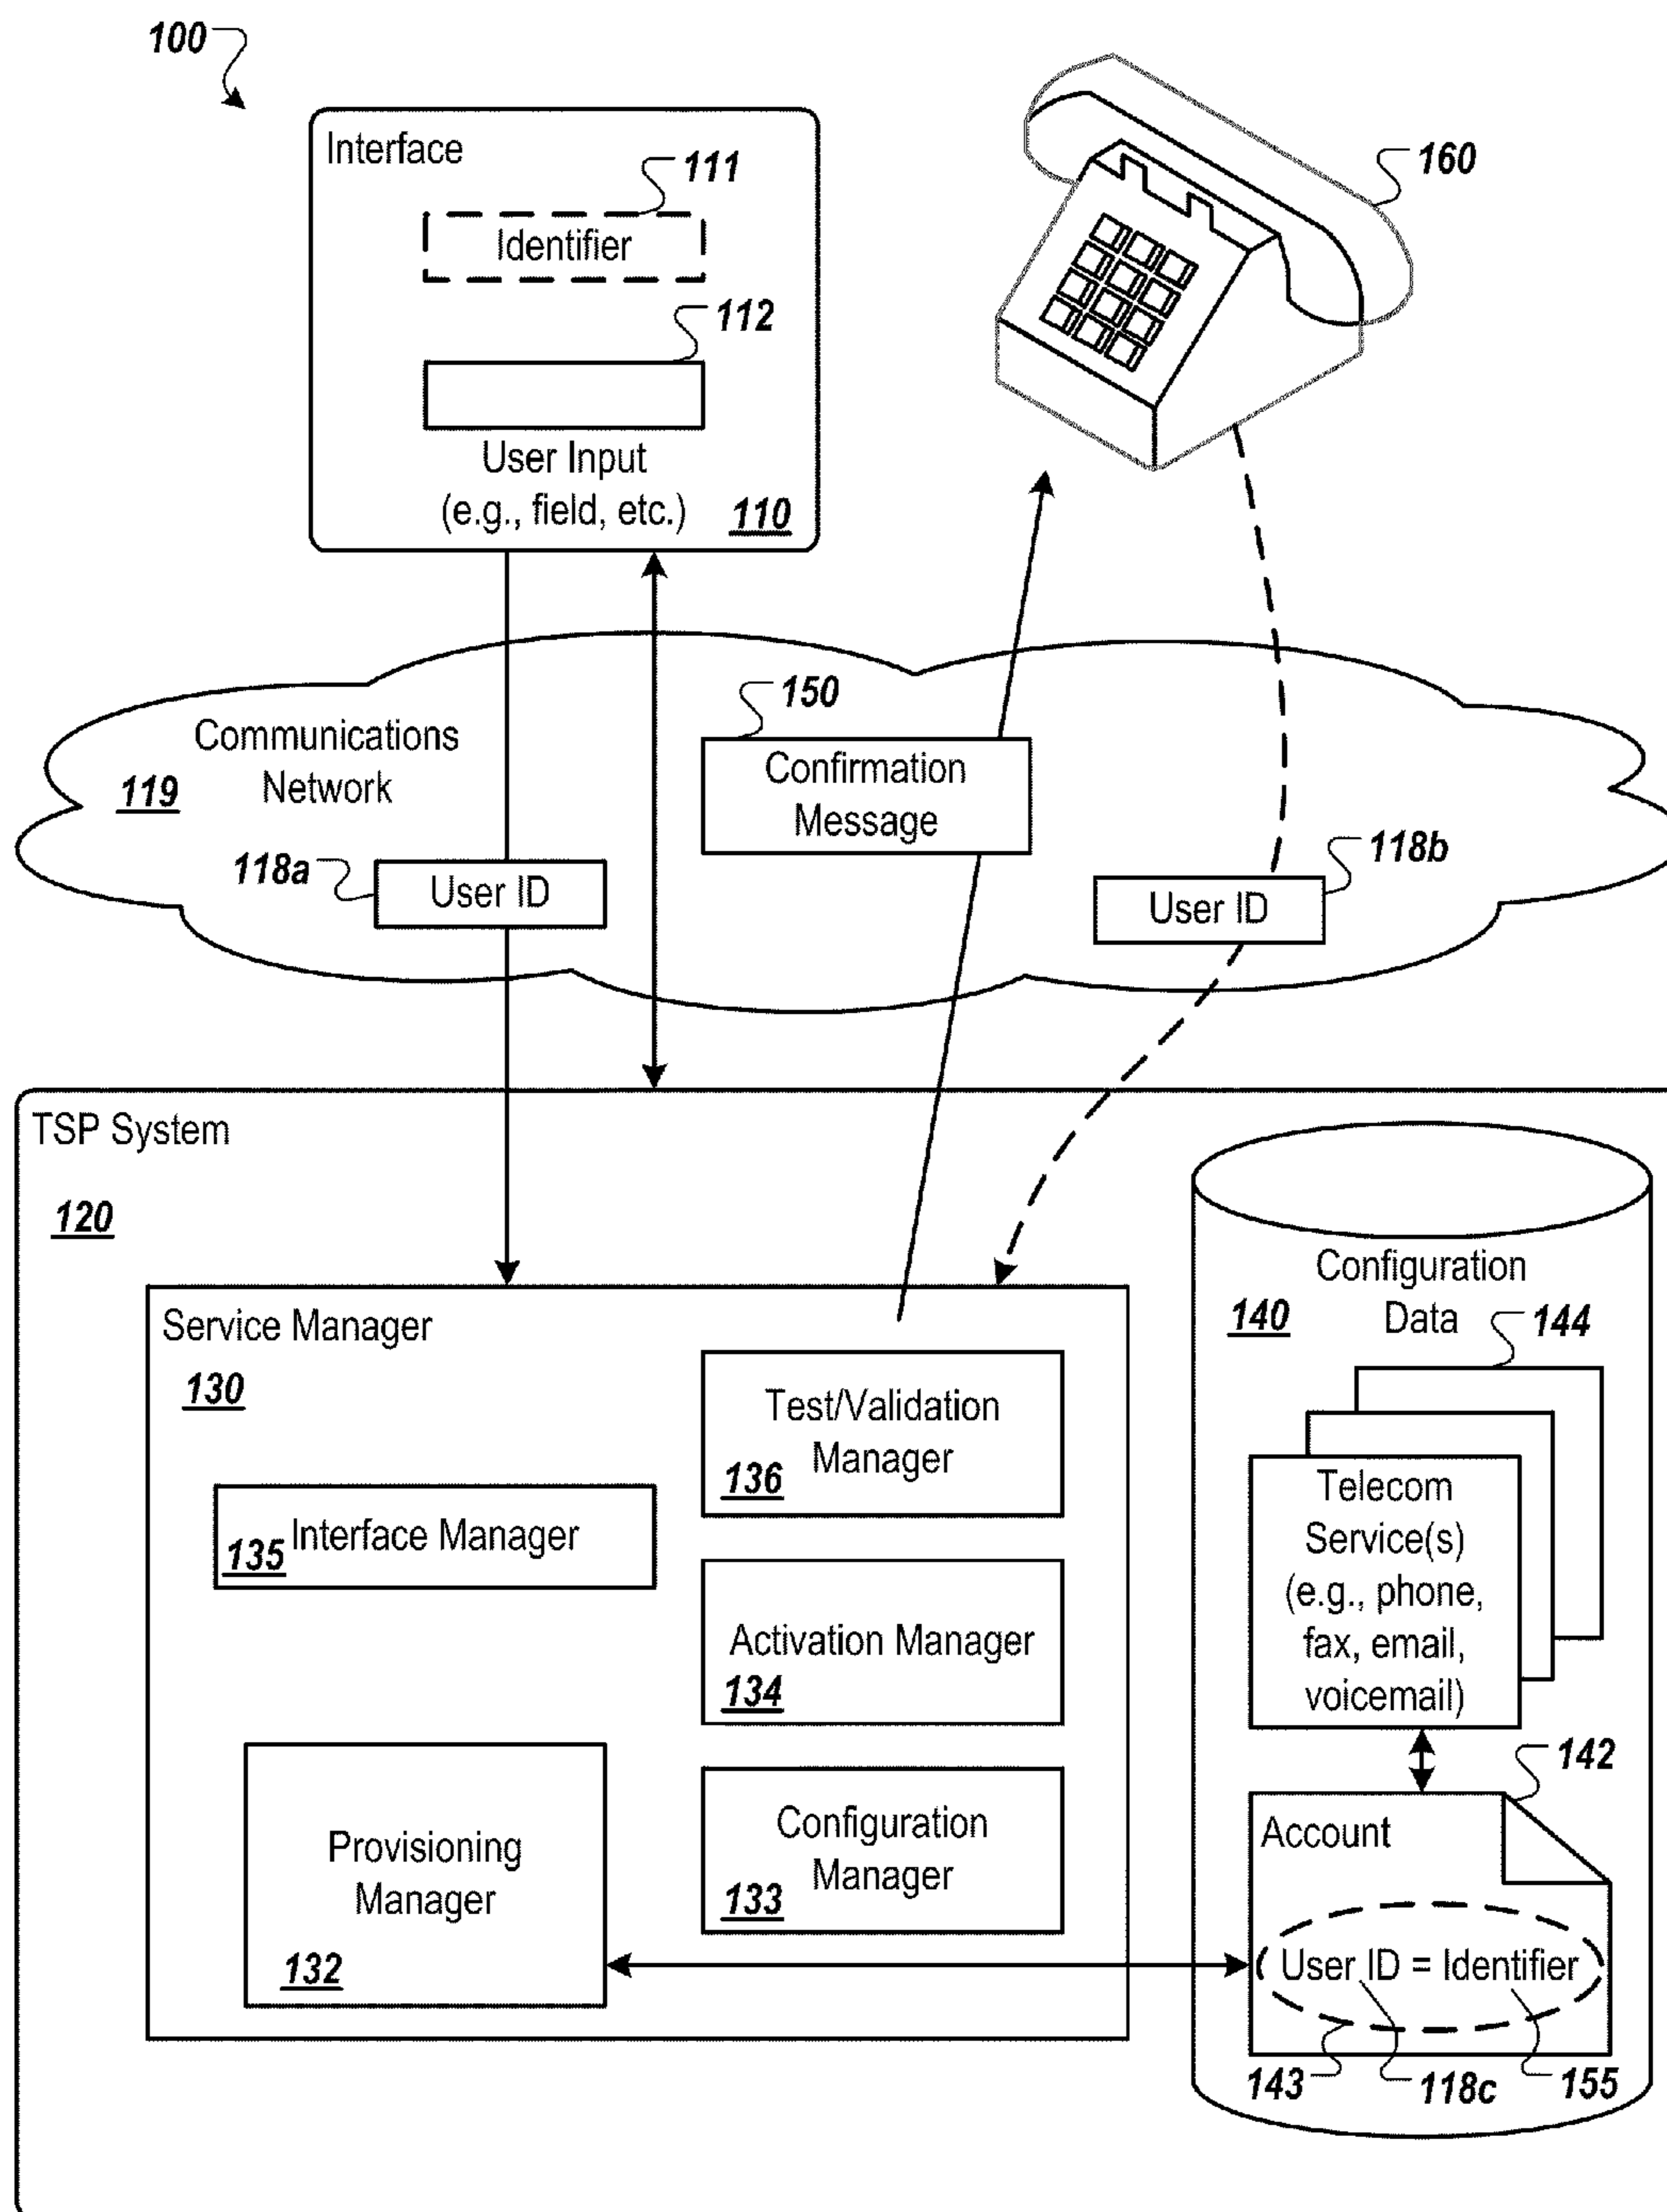 100
Interface
111
Identifier
112
User Input
(e.g., field, etc.)
110
160
Communications
Network
119
150
Confirmation
Message
118a
User ID
118b
User ID
TSP System
120
Service Manager
130
Test/Validation
Manager
136
Interface Manager
135
Activation Manager
134
Provisioning
Manager
132
Configuration
Manager
133
Configuration
Data
140
144
Telecom
Service(s)
(e.g., phone,
fax, email,
voicemail)
142
Account
User ID = Identifier
143
118c
155